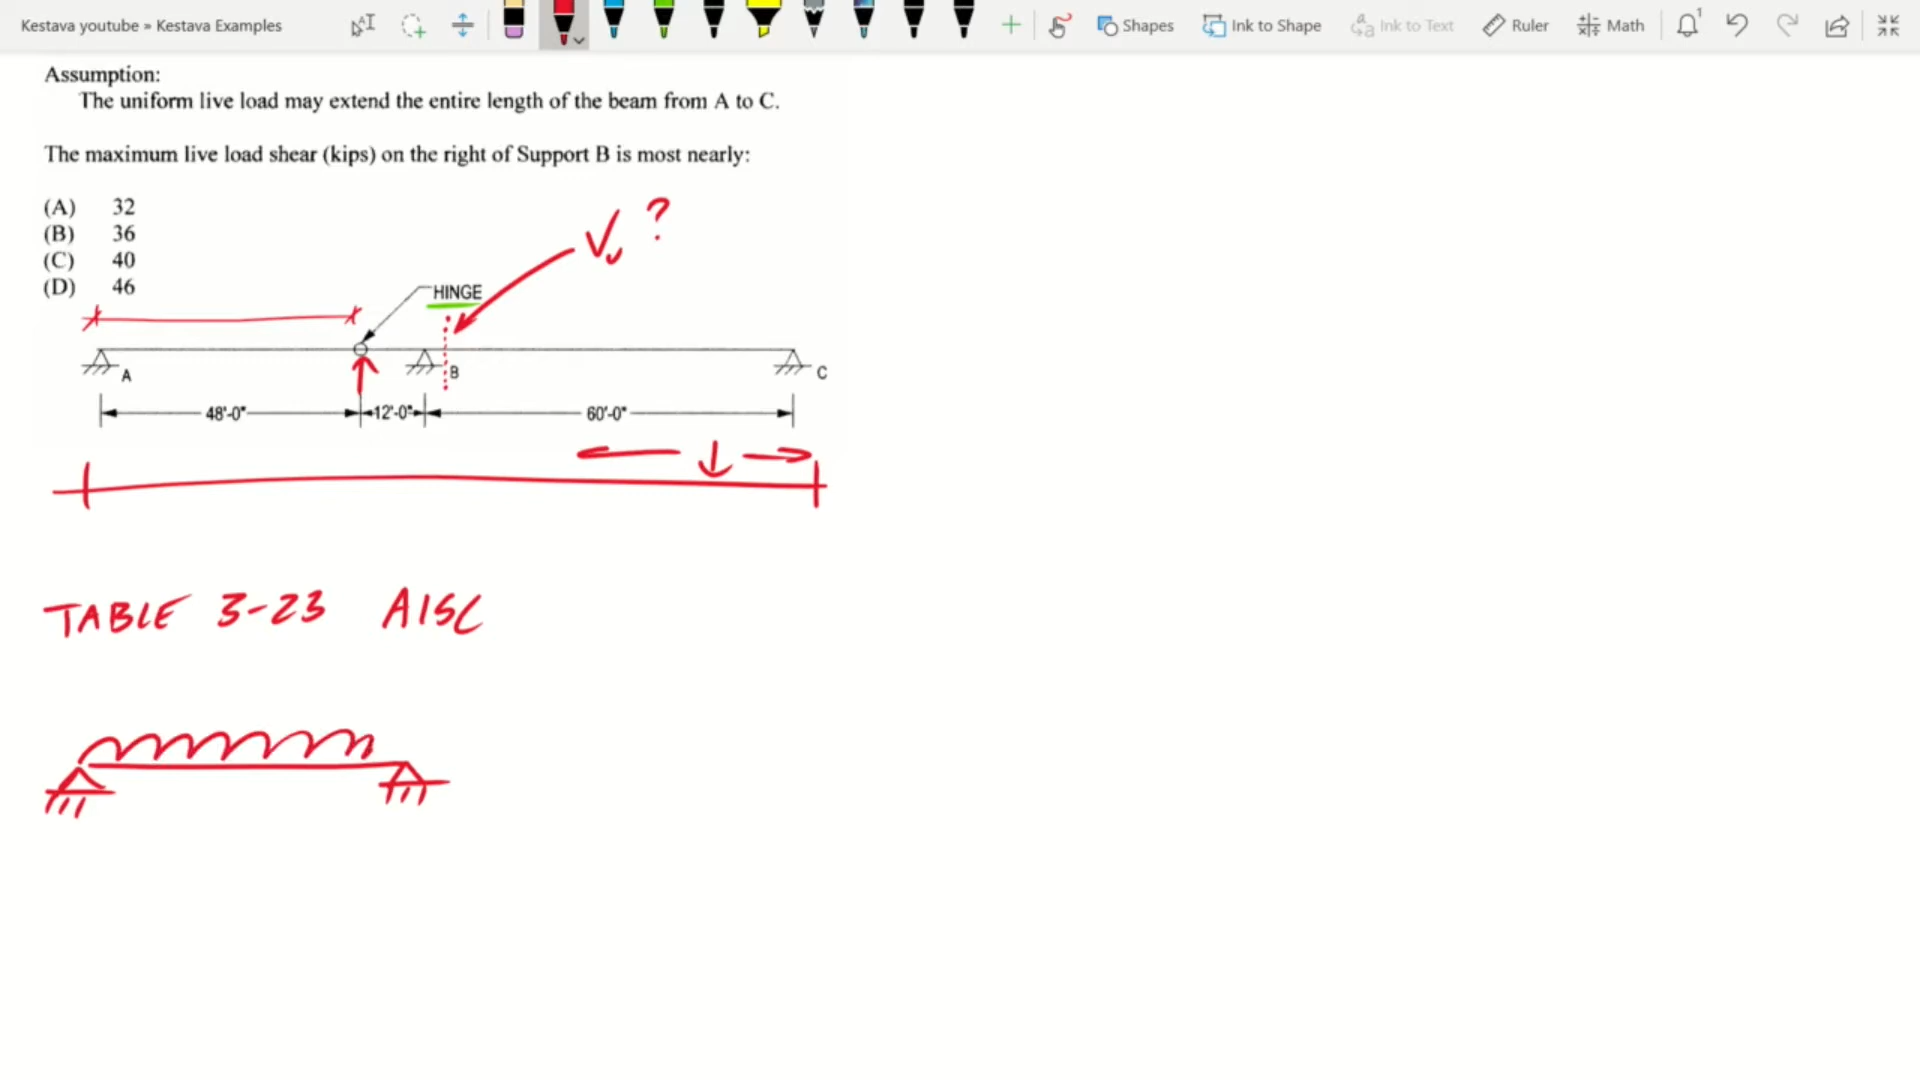 Kestava youtube » Kestava Examples
Shapes
Ink to Shape
Ink to Text
Ruler
Math
1
Assumption:
The uniform live load may extend the entire length of the beam from A to C.
The maximum live load shear (kips) on the right of Support B is most nearly:
(A) 32
(B) 36
(C) 40
(D) 46
?
HINGE
A
B
C
48'-0"
12'-0"
60'-0"
TABLE 3-23 AISC